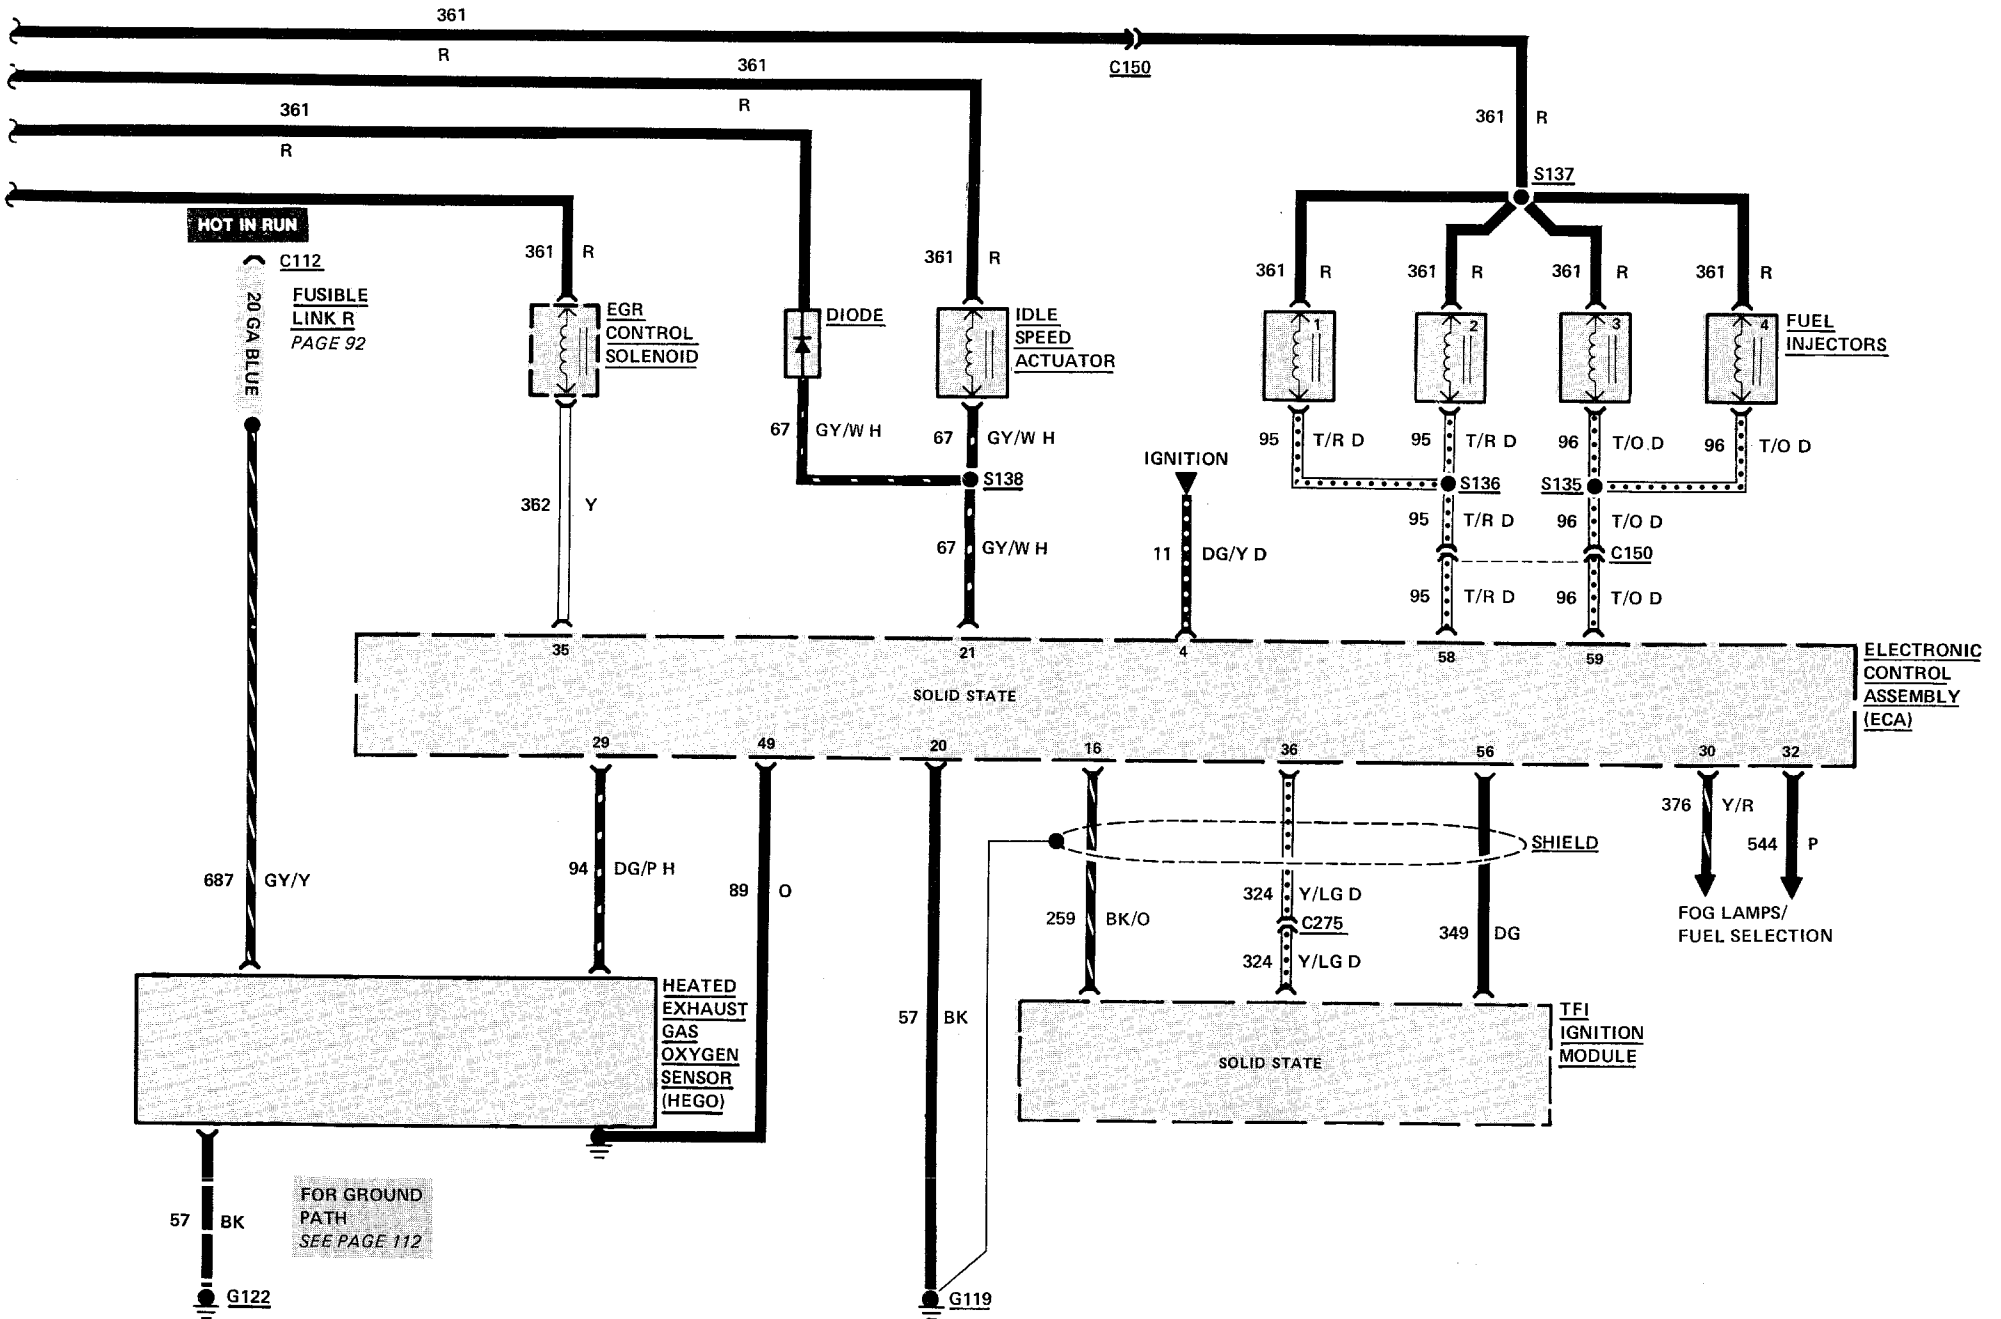 361
R
C150
361
R
361
R
361 R
S137
HOT IN RUN
C112
20 GA BLUE
FUSIBLE
LINK R
PAGE 92
361 R
EGR
CONTROL
SOLENOID
DIODE
361 R
IDLE
SPEED
ACTUATOR
361 R
361 R
361 R
361 R
1
2
3
4
FUEL
INJECTORS
67 GY/W H
67 GY/W H
S138
IGNITION
95 T/R D
95 T/R D
96 T/O D
96 T/O D
S136
S135
362 Y
67 GY/W H
11 DG/Y D
95 T/R D
96 T/O D
C150
95 T/R D
96 T/O D
35
21
4
58
59
SOLID STATE
ELECTRONIC
CONTROL
ASSEMBLY
(ECA)
29
49
20
16
36
56
30
32
376 Y/R
544 P
SHIELD
687 GY/Y
94 DG/P H
89 O
259 BK/O
324 Y/LG D
C275
324 Y/LG D
349 DG
FOG LAMPS/
FUEL SELECTION
HEATED
EXHAUST
GAS
OXYGEN
SENSOR
(HEGO)
57 BK
SOLID STATE
TFI
IGNITION
MODULE
57 BK
FOR GROUND
PATH
SEE PAGE 112
G122
G119